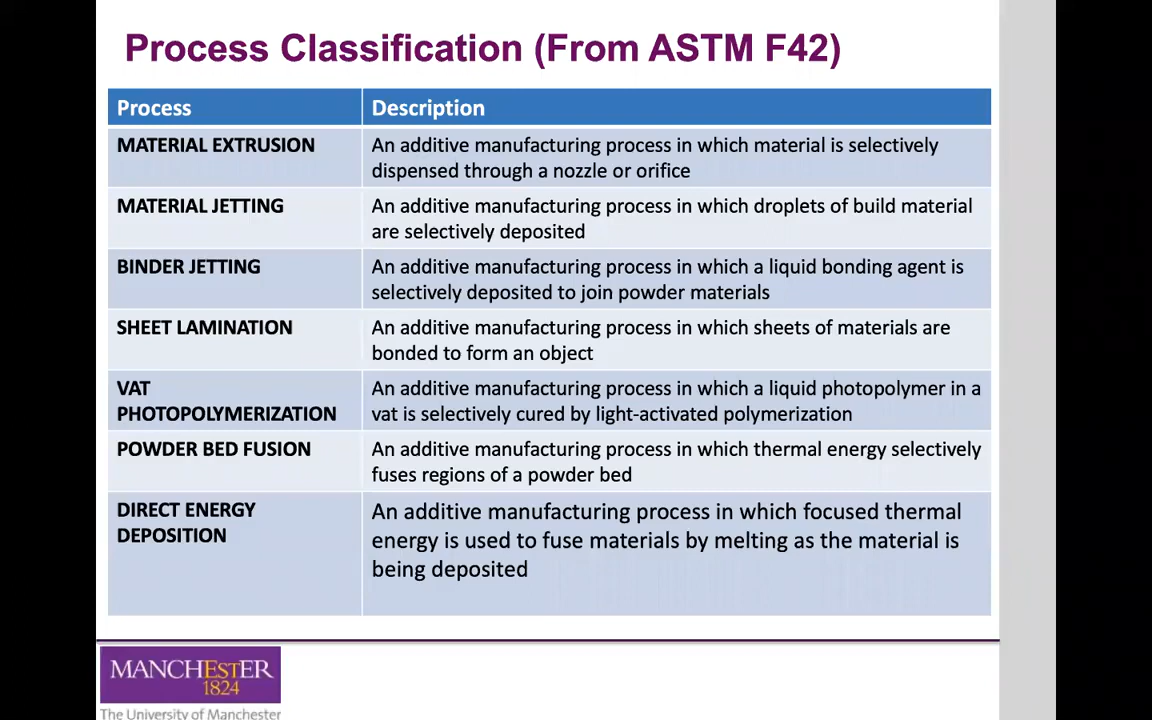 Process Classification (From ASTM F42)
Process
Description
MATERIAL EXTRUSION
An additive manufacturing process in which material is selectively
dispensed through a nozzle or orifice
MATERIAL JETTING
An additive manufacturing process in which droplets of build material
are selectively deposited
BINDER JETTING
An additive manufacturing process in which a liquid bonding agent is
selectively deposited to join powder materials
SHEET LAMINATION
An additive manufacturing process in which sheets of materials are
bonded to form an object
VAT
PHOTOPOLYMERIZATION
An additive manufacturing process in which a liquid photopolymer in a
vat is selectively cured by light-activated polymerization
POWDER BED FUSION
An additive manufacturing process in which thermal energy selectively
fuses regions of a powder bed
DIRECT ENERGY
DEPOSITION
An additive manufacturing process in which focused thermal
energy is used to fuse materials by melting as the material is
being deposited
MANCHESTER
1824
The University of Manchester